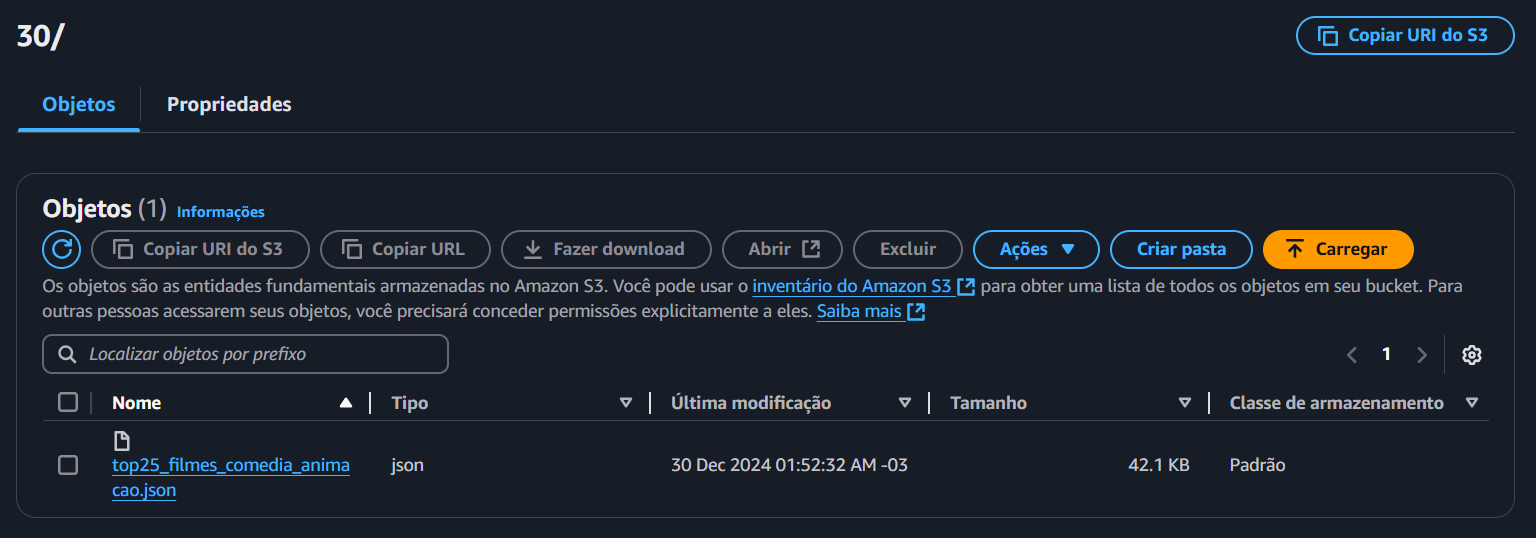 30/
Copiar URI do S3
Objetos
Propriedades
Objetos (1) Informações
Copiar URI do S3
Copiar URL
Fazer download
Abrir
Excluir
Ações
Criar pasta
Carregar
Os objetos são as entidades fundamentais armazenadas no Amazon S3. Você pode usar o inventário do Amazon S3 para obter uma lista de todos os objetos em seu bucket. Para
outras pessoas acessarem seus objetos, você precisará conceder permissões explicitamente a eles. Saiba mais
Localizar objetos por prefixo
1
Nome
Tipo
Última modificação
Tamanho
Classe de armazenamento
top25_filmes_comedia_anima
cao.json
json
30 Dec 2024 01:52:32 AM -03
42.1 KB
Padrão